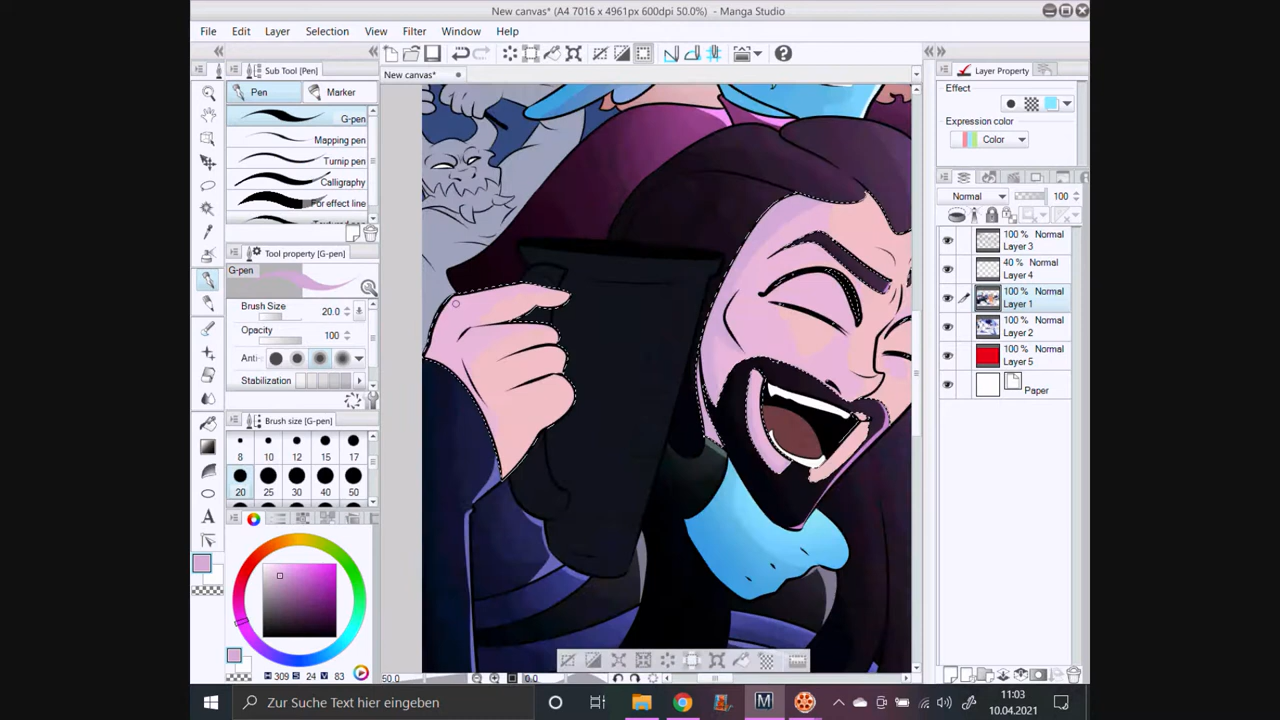 New canvas* (A4 7016 x 4961px 600dpi 50.0%) - Manga Studio
File Edit Layer Selection View Filter Window Help
Sub Tool [Pen]
New canvas*
Layer Property
Pen Marker
Effect
G-pen
Mapping pen
Turnip pen
Calligraphy
For effect line
Expression color
Color
Normal 100
100% Normal
Layer 3
40% Normal
Layer 4
100% Normal
Layer 1
100% Normal
Layer 2
100% Normal
Layer 5
Paper
Tool property [G-pen]
G-pen
Brush Size 20.0
Opacity 100
Anti-
Stabilization
Brush size [G-pen]
8 10 12 15 17
20 25 30 40 50
A
H 309 S 24 V 83
50.0 0.0
Zur Suche Text hier eingeben
M
11:03
10.04.2021